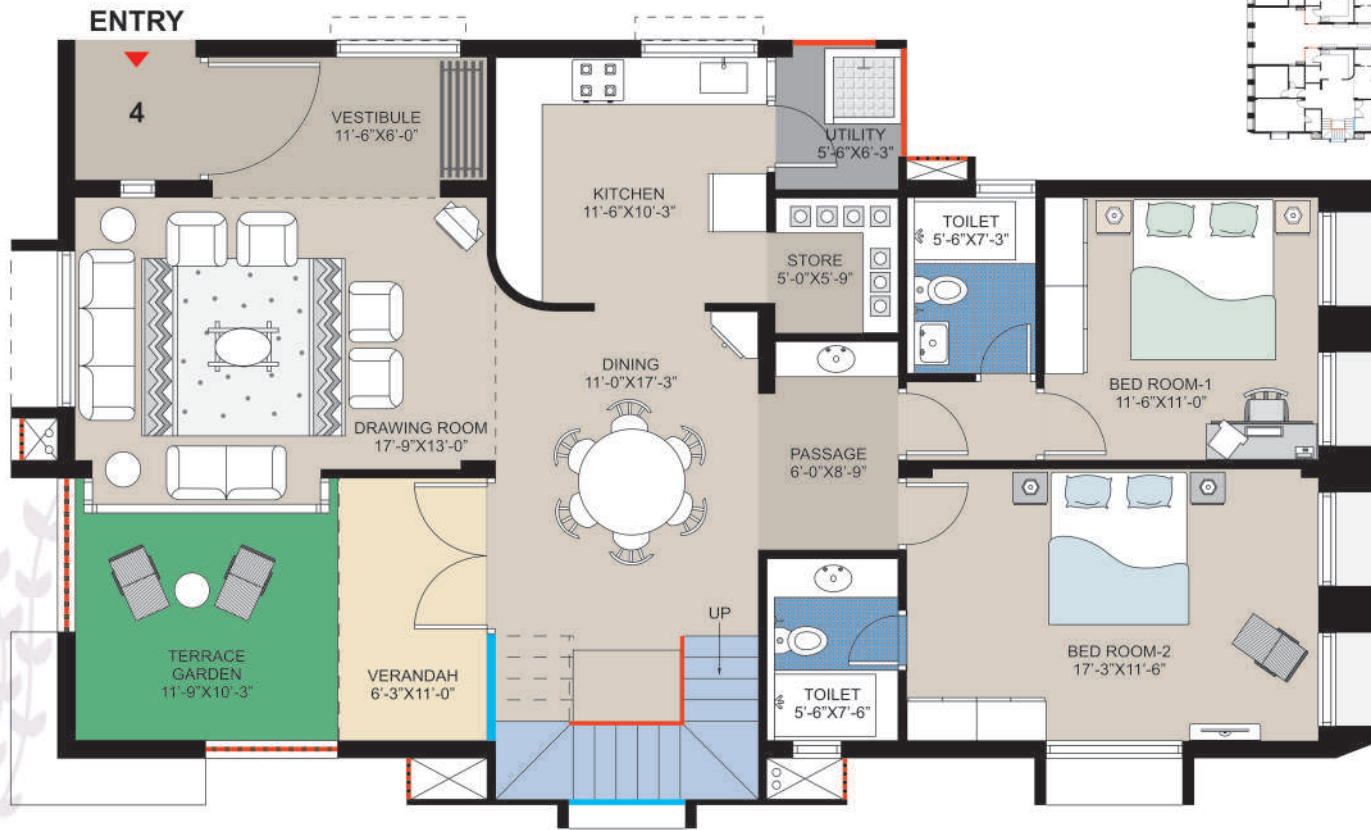 ENTRY
4
VESTIBULE
11'-6"X6'-0"
UTILITY
5'-6"X6'-3"
KITCHEN
11'-6"X10'-3"
TOILET
5'-6"X7'-3"
STORE
5'-0"X5'-9"
DINING
11'-0"X17'-3"
BED ROOM-1
11'-6"X11'-0"
DRAWING ROOM
17'-9"X13'-0"
PASSAGE
6'-0"X8'-9"
UP
TERRACE
GARDEN
11'-9"X10'-3"
VERANDAH
6'-3"X11'-0"
BED ROOM-2
17'-3"X11'-6"
TOILET
5'-6"X7'-6"